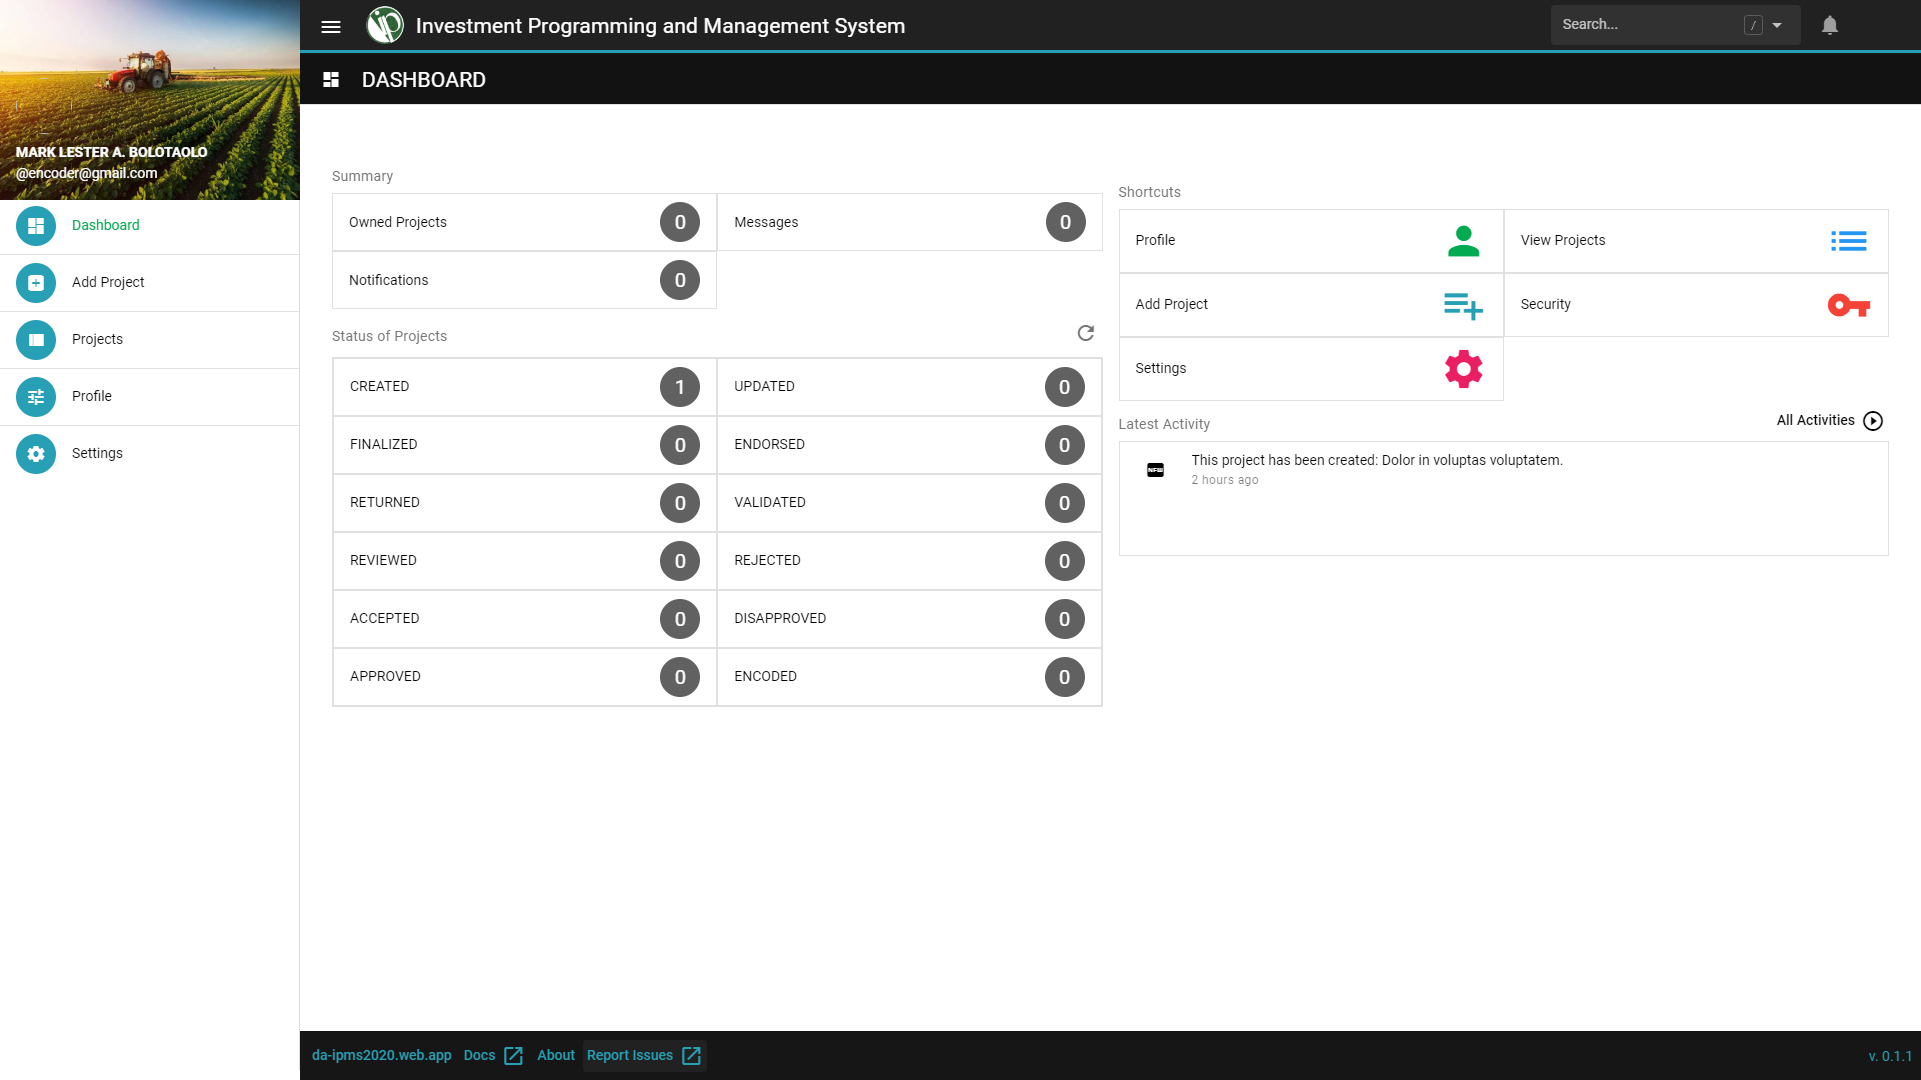 MARK LESTER A. BOLOTAOLO
@encoder@gmail.com
Dashboard
Add Project
Projects
Profile
Settings
Investment Programming and Management System
Search...
/
DASHBOARD
Summary
Owned Projects 0
Messages 0
Notifications 0
Status of Projects
CREATED 1
UPDATED 0
FINALIZED 0
ENDORSED 0
RETURNED 0
VALIDATED 0
REVIEWED 0
REJECTED 0
ACCEPTED 0
DISAPPROVED 0
APPROVED 0
ENCODED 0
Shortcuts
Profile
View Projects
Add Project
Security
Settings
Latest Activity
All Activities
This project has been created: Dolor in voluptas voluptatem.
2 hours ago
da-ipms2020.web.app Docs About Report Issues
v. 0.1.1